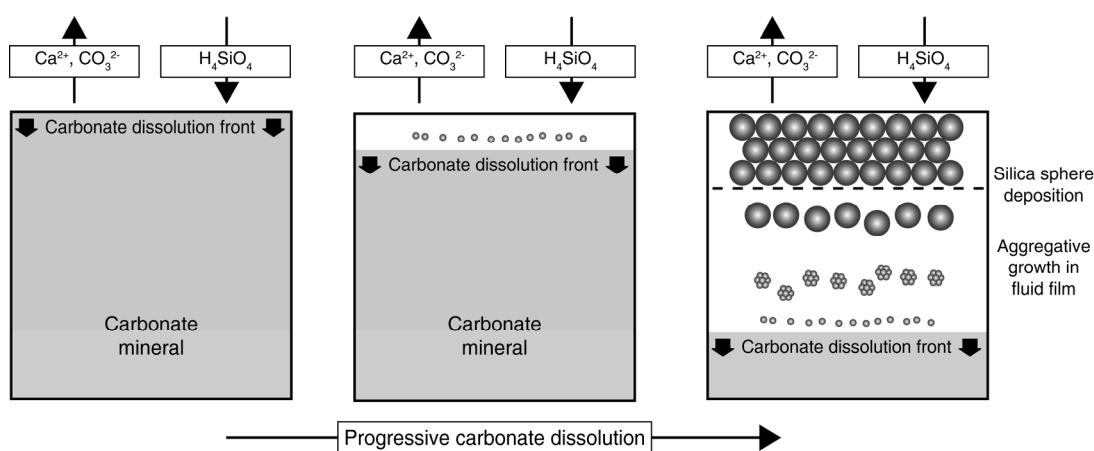 Ca²⁺, CO₃²⁻
H₄SiO₄
Carbonate dissolution front
Carbonate
mineral
Ca²⁺, CO₃²⁻
H₄SiO₄
Carbonate dissolution front
Carbonate
mineral
Ca²⁺, CO₃²⁻
H₄SiO₄
Silica sphere
deposition
Aggregative
growth in
fluid film
Carbonate dissolution front
Progressive carbonate dissolution